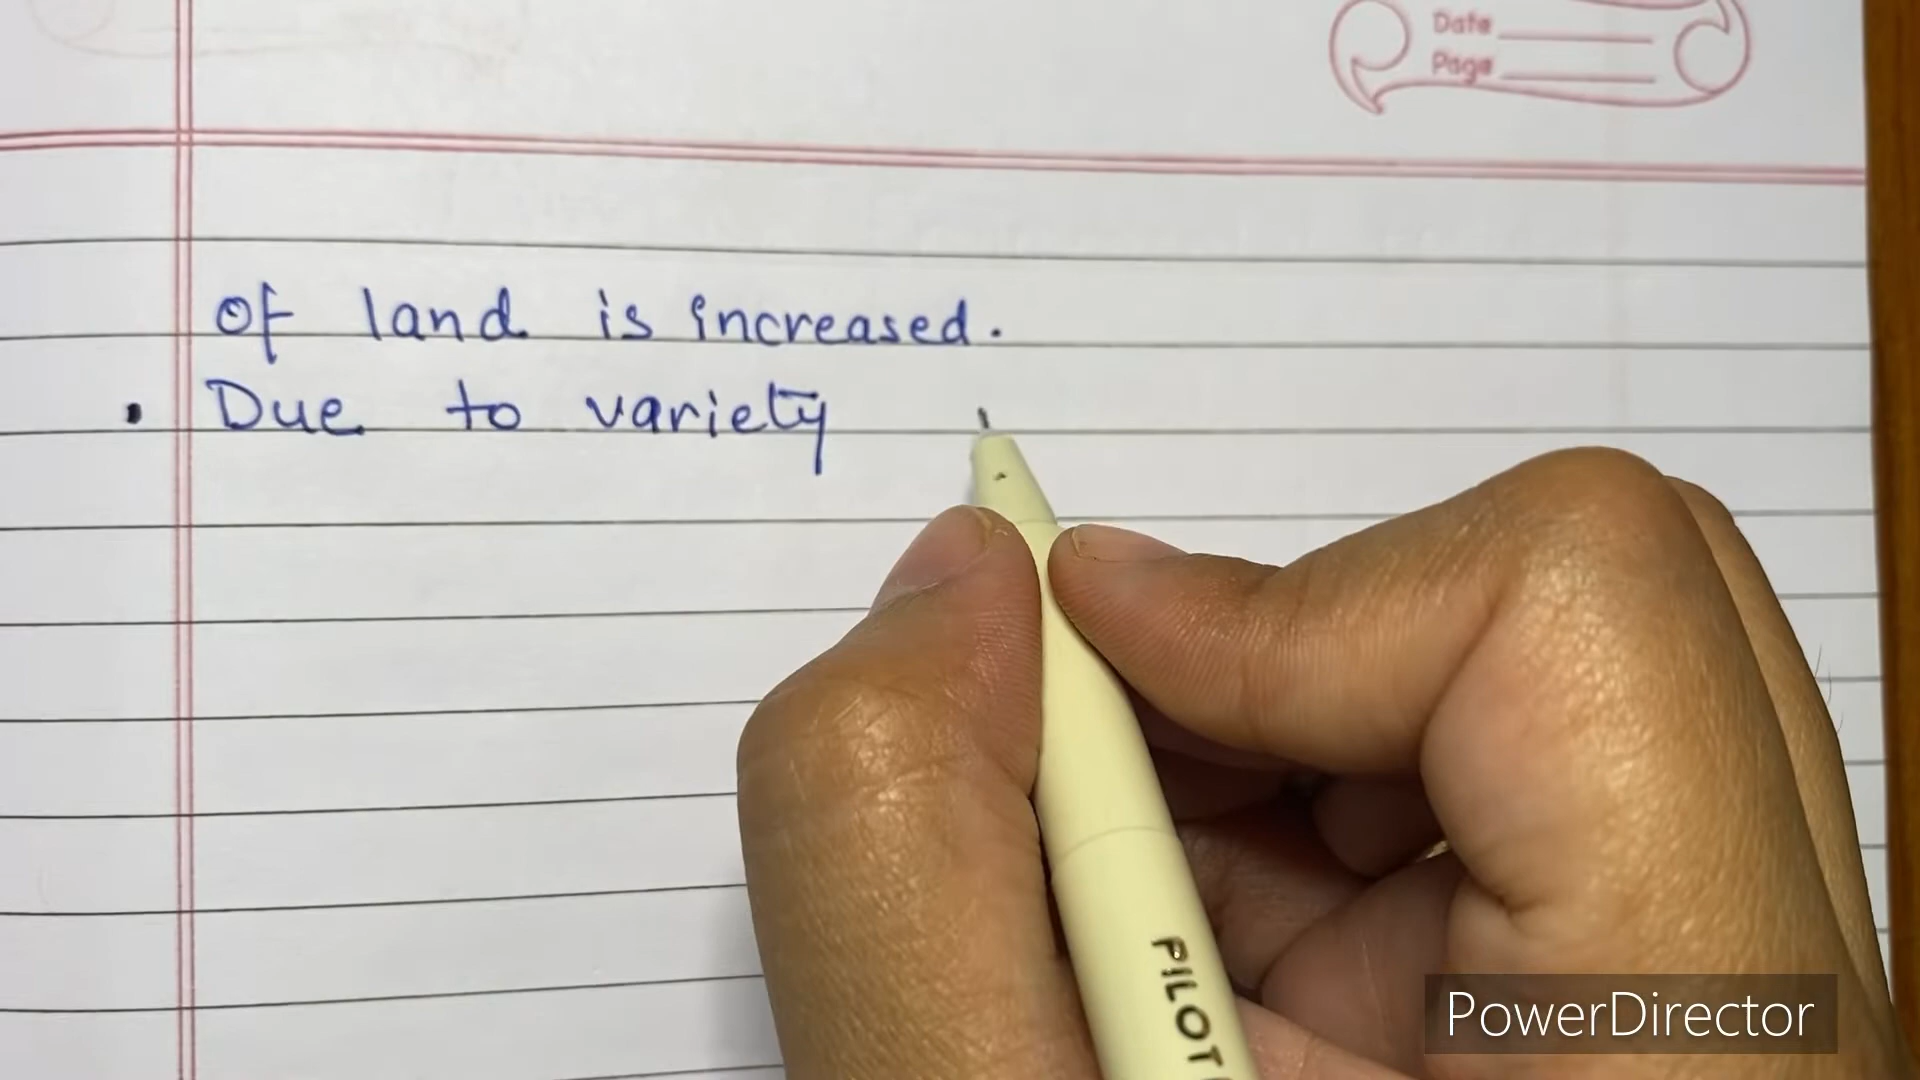 Date
Page
of land is increased.
• Due to variety
PILOT
PowerDirector